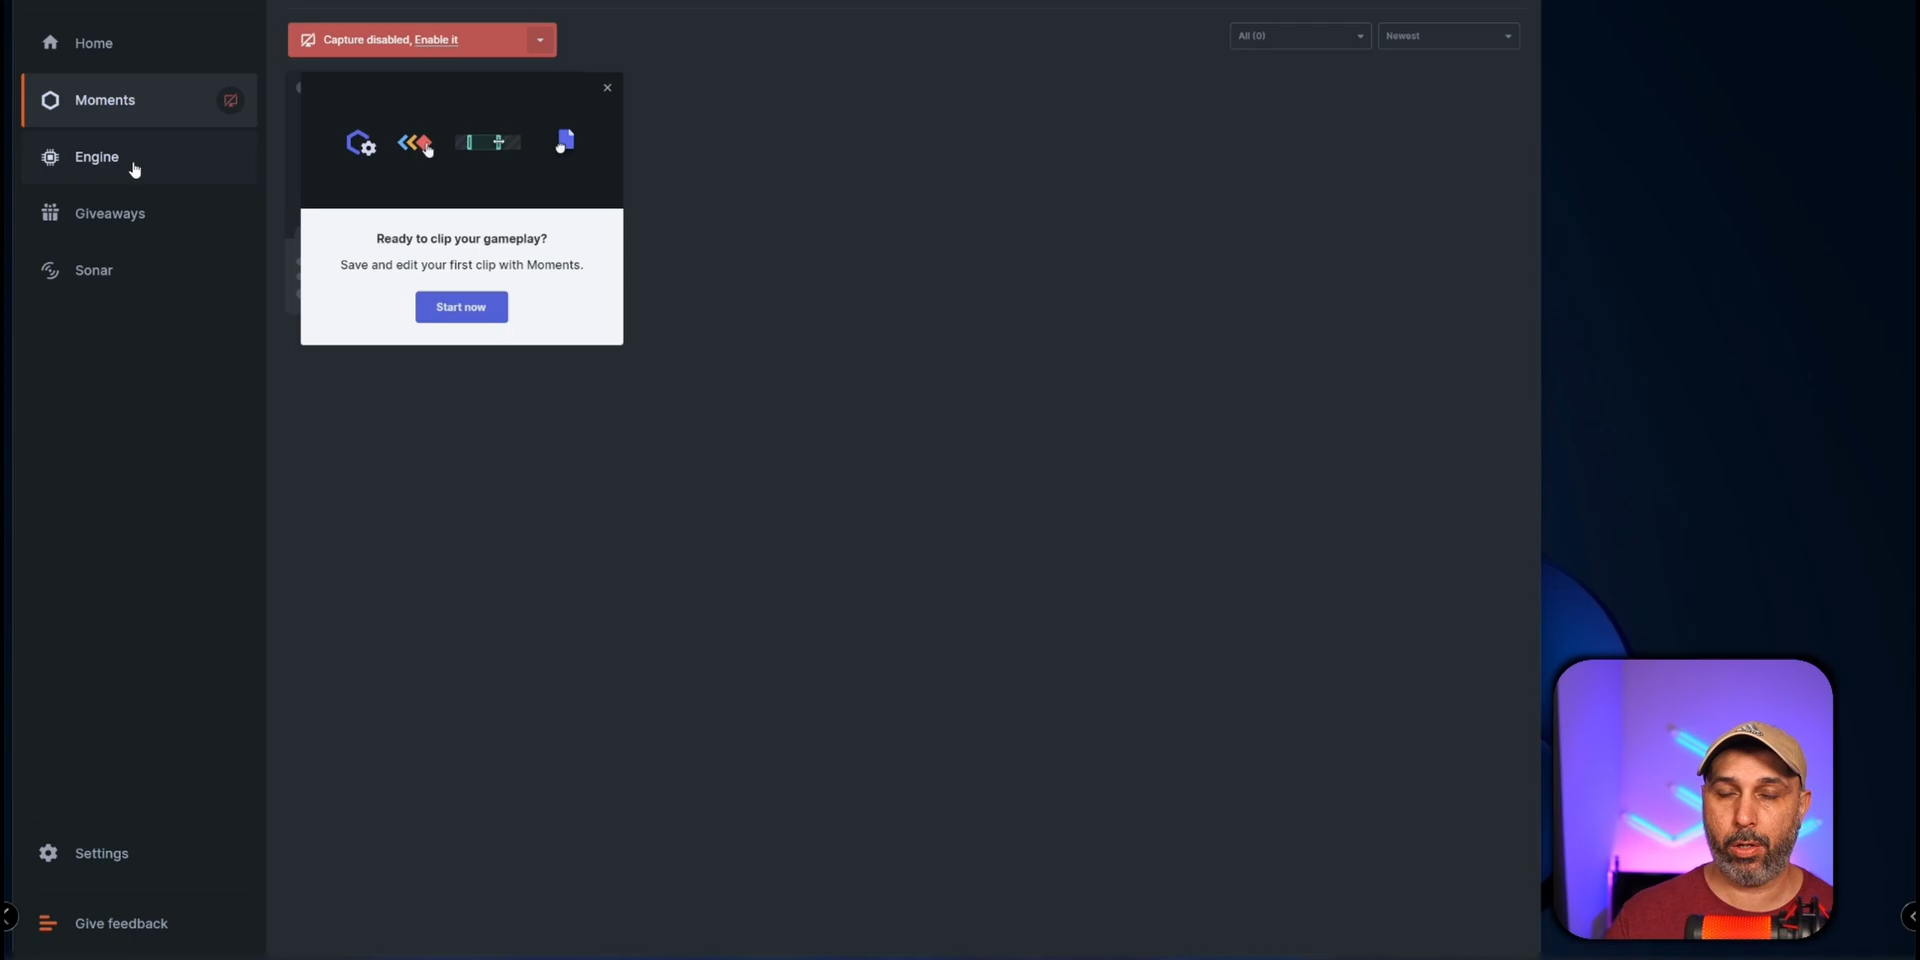 Home
Moments
Engine
Giveaways
Sonar
Settings
Give feedback
Capture disabled, Enable it
All (0)
Newest
Ready to clip your gameplay?
Save and edit your first clip with Moments.
Start now